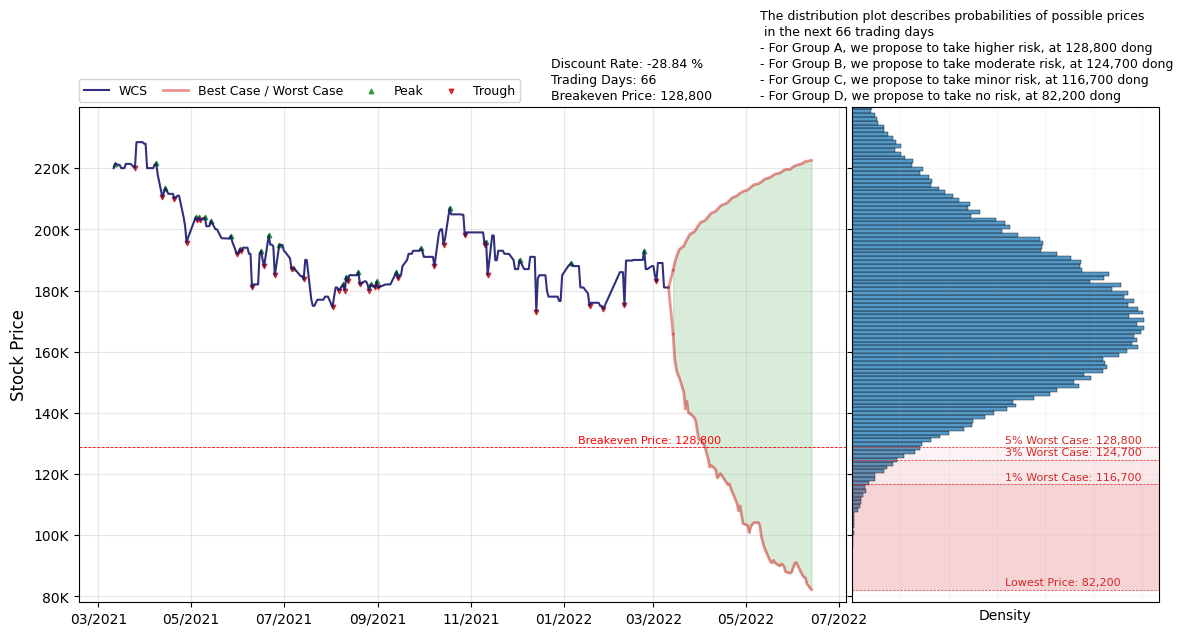 The distribution plot describes probabilities of possible prices
in the next 66 trading days
- For Group A, we propose to take higher risk, at 128,800 dong
- For Group B, we propose to take moderate risk, at 124,700 dong
- For Group C, we propose to take minor risk, at 116,700 dong
- For Group D, we propose to take no risk, at 82,200 dong
Discount Rate: -28.84 %
Trading Days: 66
Breakeven Price: 128,800
WCS
Best Case / Worst Case
Peak
Trough
Stock Price
220K
200K
180K
160K
140K
120K
100K
80K
Breakeven Price: 128,800
5% Worst Case: 128,800
3% Worst Case: 124,700
1% Worst Case: 116,700
Lowest Price: 82,200
03/2021
05/2021
07/2021
09/2021
11/2021
01/2022
03/2022
05/2022
07/2022
Density